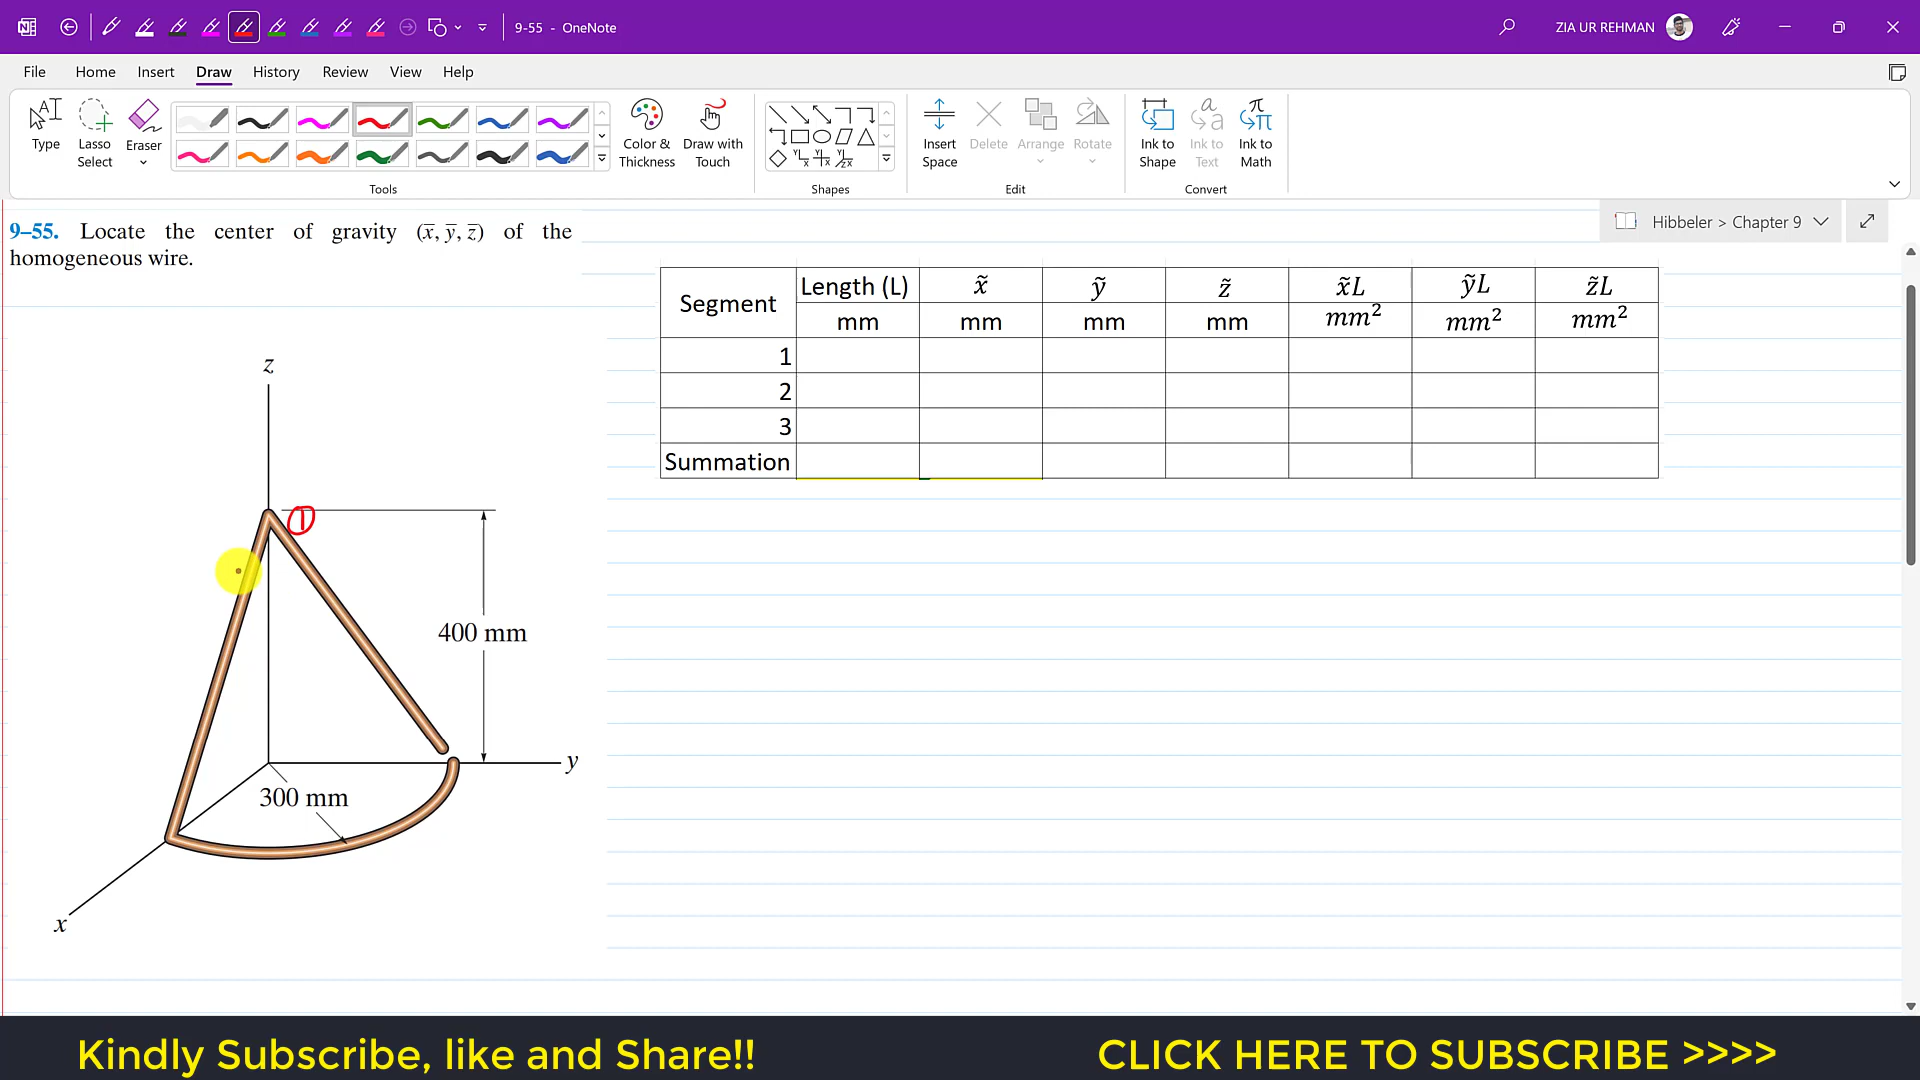 9-55 - OneNote
ZIA UR REHMAN
File Home Insert Draw History Review View Help
Type
Lasso Select
Eraser
Color & Thickness
Draw with Touch
Insert Space
Delete
Arrange
Rotate
Ink to Shape
Ink to Text
Ink to Math
Tools
Shapes
Edit
Convert
Hibbeler > Chapter 9
9–55. Locate the center of gravity (x̄, ȳ, z̄) of the
homogeneous wire.
Segment Length (L) x̃ ỹ z̃ x̃L ỹL z̃L
mm mm mm mm mm² mm² mm²
1
2
3
Summation
z
①
400 mm
y
300 mm
x
Kindly Subscribe, like and Share!!
CLICK HERE TO SUBSCRIBE >>>>